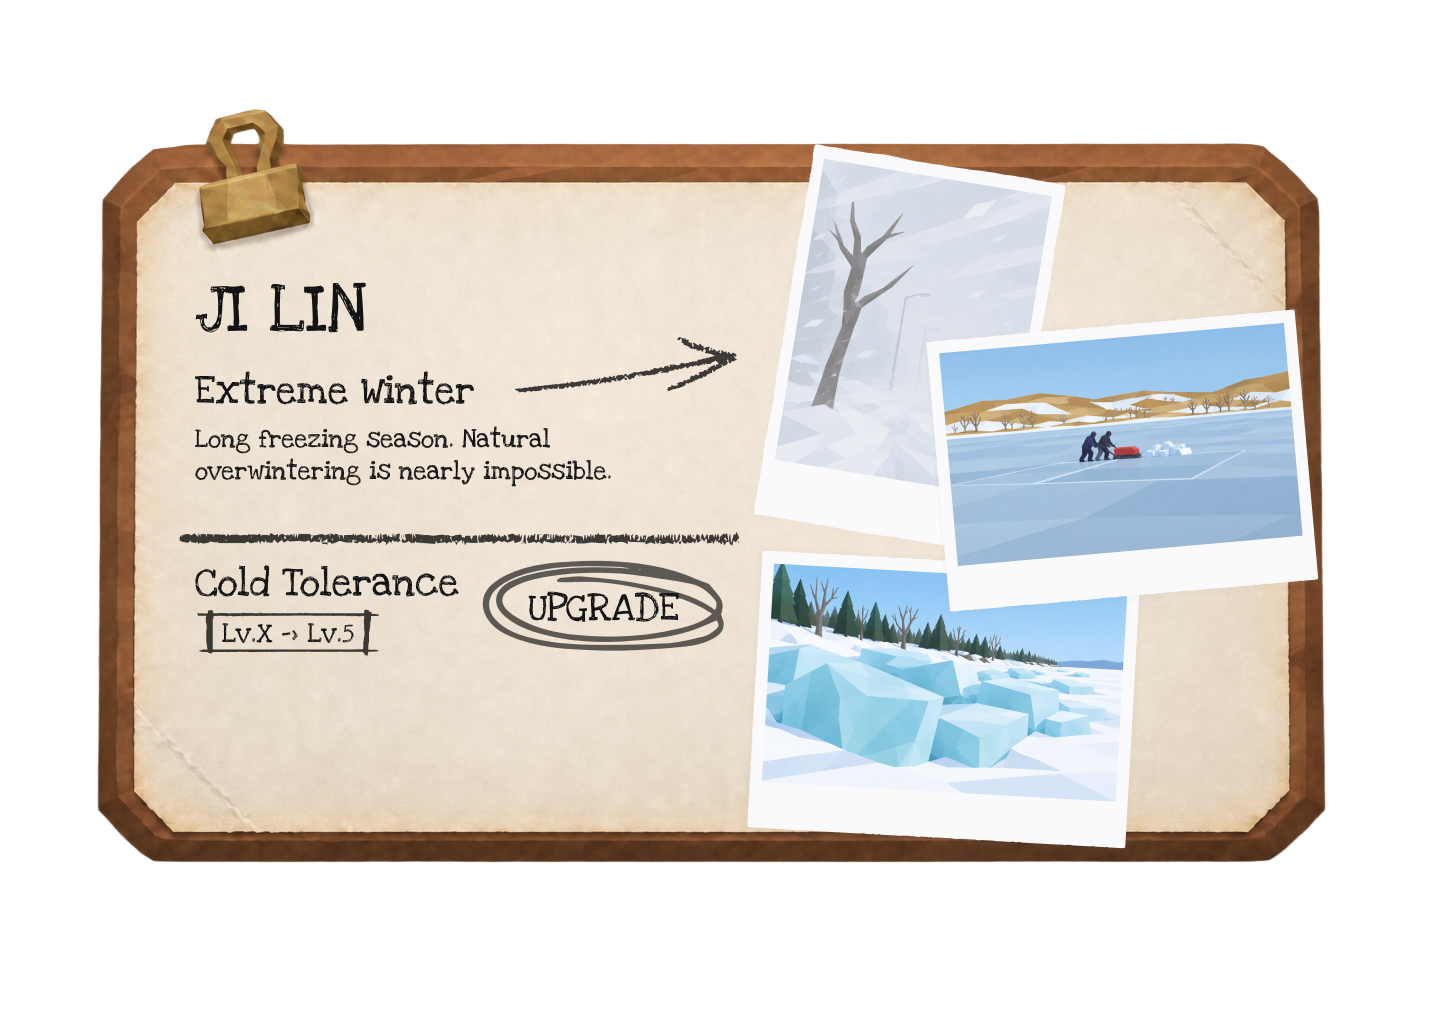 JI LIN
Extreme Winter
Long freezing season. Natural
overwintering is nearly impossible.
Cold Tolerance
UPGRADE
Lv.X -> Lv.5